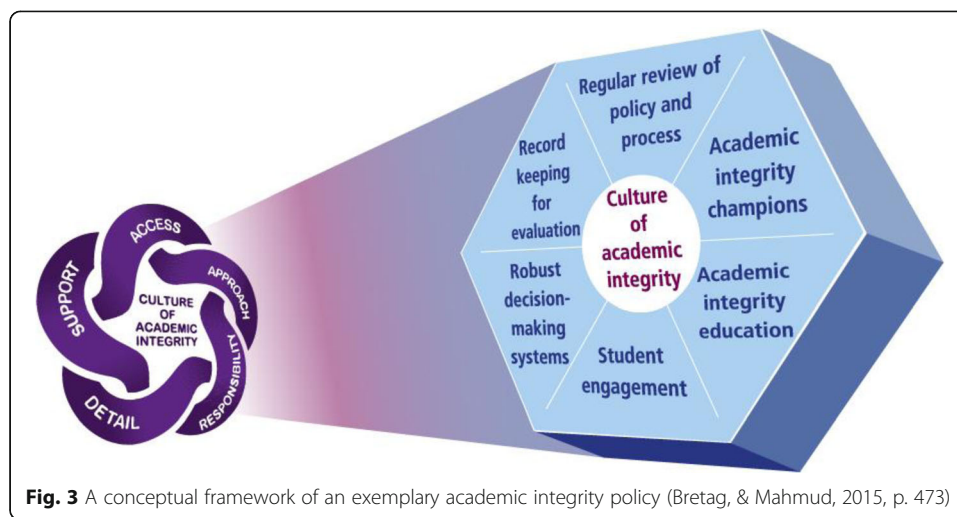 ACCESS
APPROACH
RESPONSIBILITY
DETAIL
SUPPORT
CULTURE
OF
ACADEMIC
INTEGRITY
Regular review of
policy and
process
Academic
integrity
champions
Academic
integrity
education
Student
engagement
Robust
decision-
making
systems
Record
keeping
for
evaluation
Culture
of
academic
integrity
Fig. 3 A conceptual framework of an exemplary academic integrity policy (Bretag, & Mahmud, 2015, p. 473)